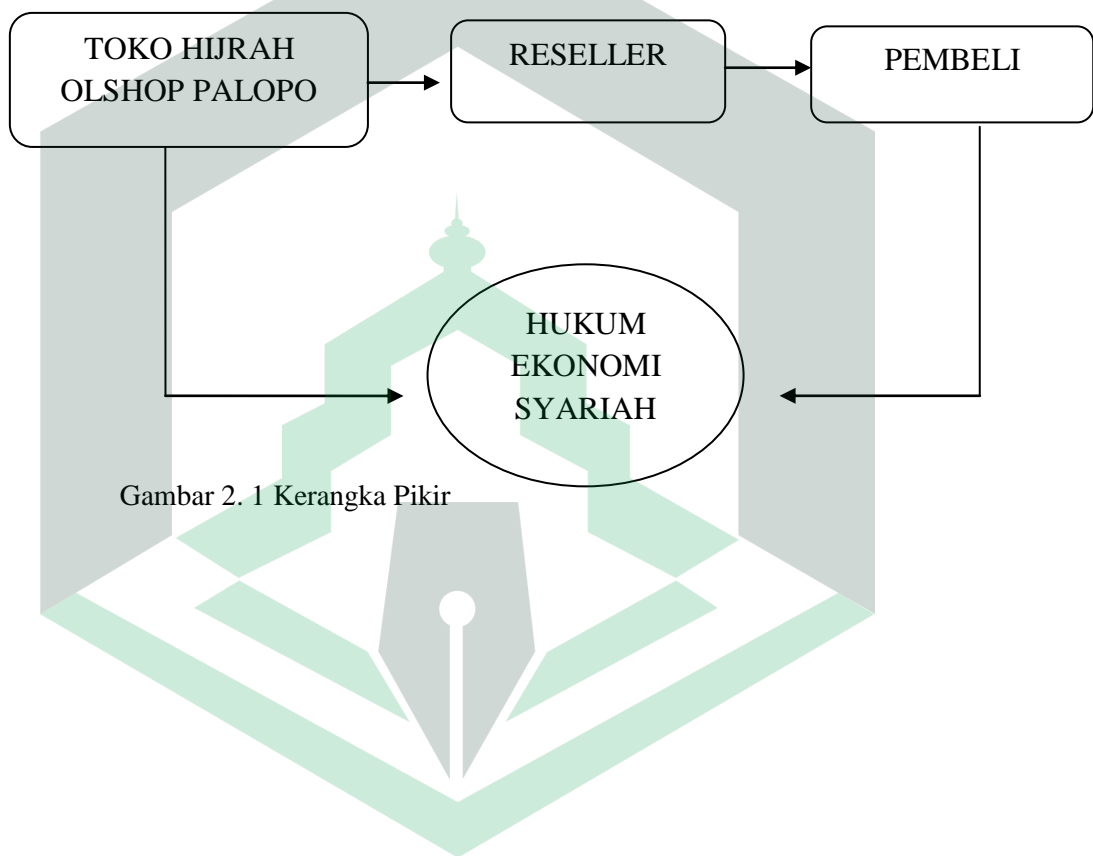 TOKO HIJRAH
OLSHOP PALOPO
RESELLER
PEMBELI
HUKUM
EKONOMI
SYARIAH
Gambar 2. 1 Kerangka Pikir